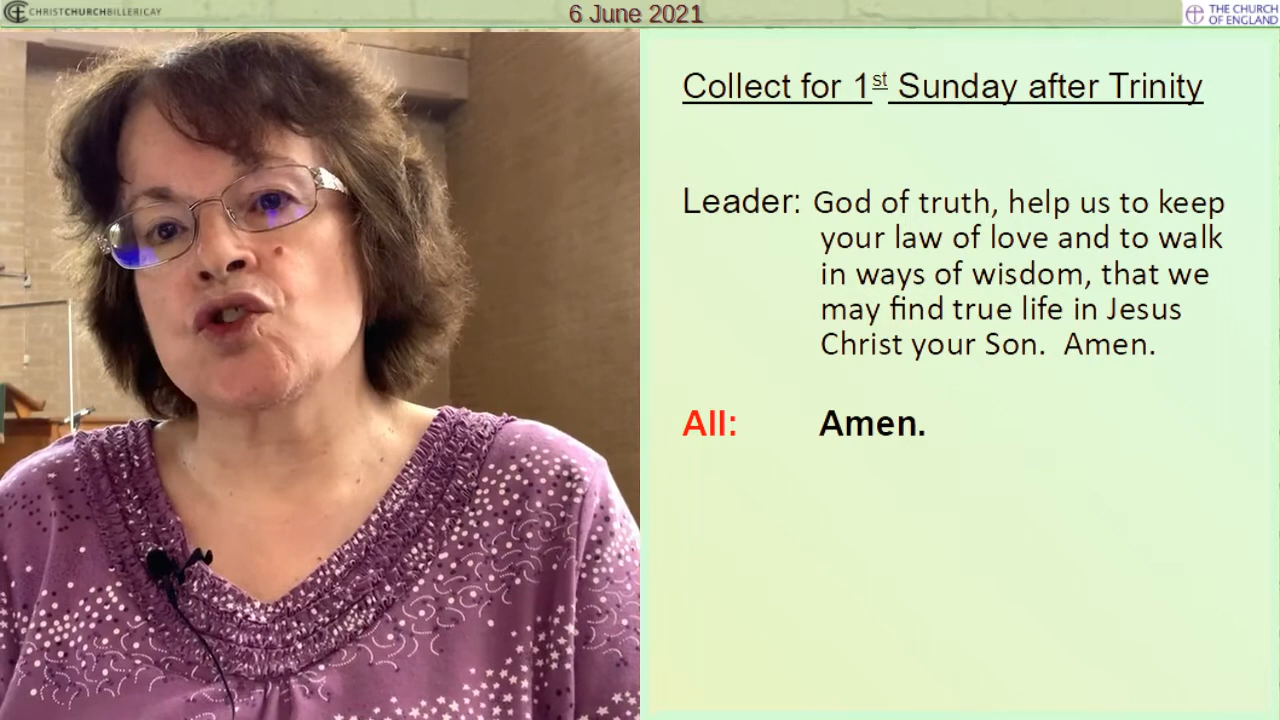 CHRISTCHURCHBILLERICAY
6 June 2021
THE CHURCH
OF ENGLAND
Collect for 1st Sunday after Trinity
Leader: God of truth, help us to keep
your law of love and to walk
in ways of wisdom, that we
may find true life in Jesus
Christ your Son. Amen.
All: Amen.